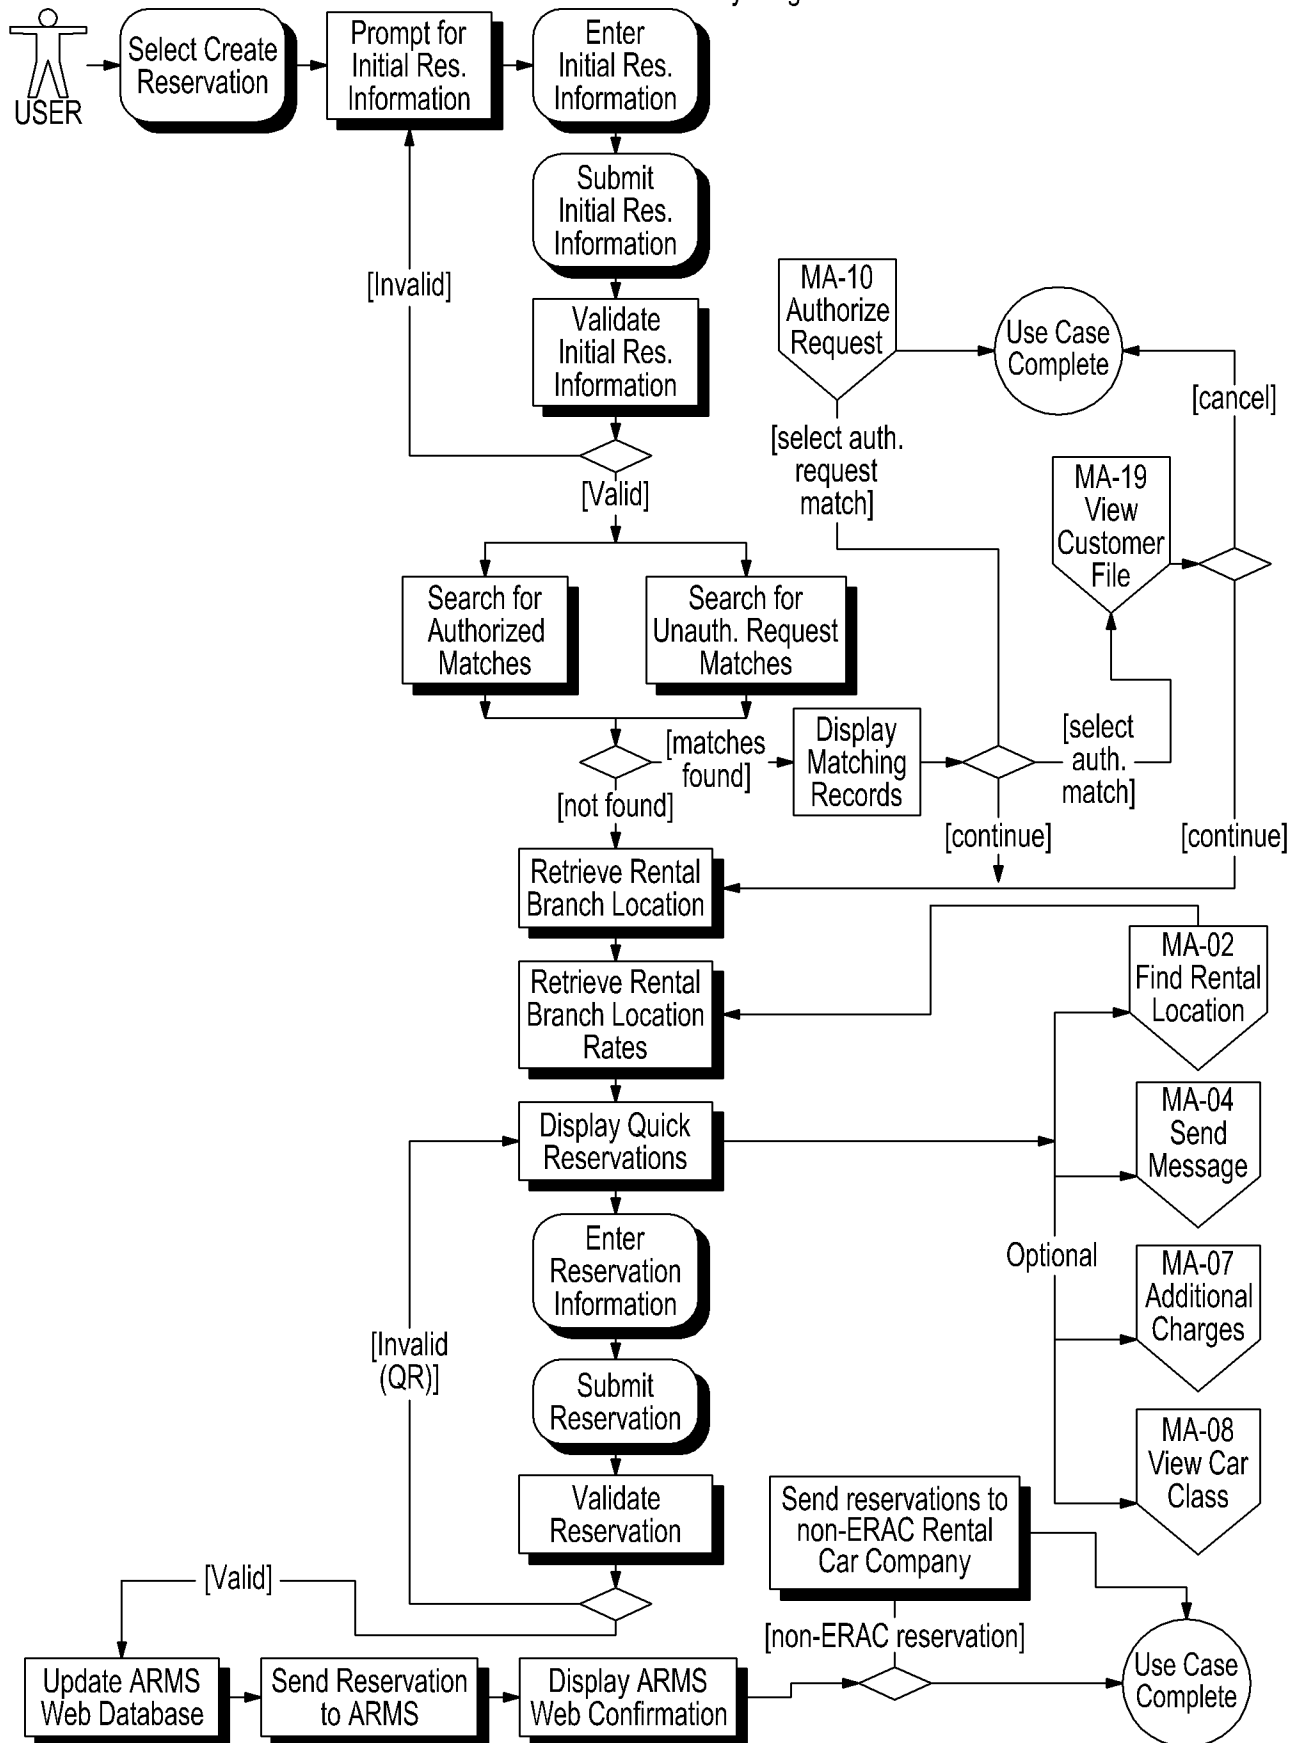 USER
Select Create
Reservation
Prompt for
Initial Res.
Information
Enter
Initial Res.
Information
Submit
Initial Res.
Information
[Invalid]
Validate
Initial Res.
Information
[Valid]
MA-10
Authorize
Request
Use Case
Complete
[cancel]
[select auth.
request
match]
MA-19
View
Customer
File
Search for
Authorized
Matches
Search for
Unauth. Request
Matches
[matches
found]
Display
Matching
Records
[select
auth.
match]
[not found]
[continue]
[continue]
Retrieve Rental
Branch Location
MA-02
Find Rental
Location
Retrieve Rental
Branch Location
Rates
Display Quick
Reservations
MA-04
Send
Message
Optional
Enter
Reservation
Information
MA-07
Additional
Charges
[Invalid
(QR)]
Submit
Reservation
MA-08
View Car
Class
Validate
Reservation
Send reservations to
non-ERAC Rental
Car Company
[Valid]
[non-ERAC reservation]
Update ARMS
Web Database
Send Reservation
to ARMS
Display ARMS
Web Confirmation
Use Case
Complete